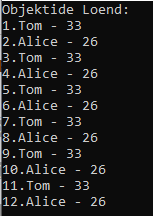 Objektide Loend:
1.Tom - 33
2.Alice - 26
3.Tom - 33
4.Alice - 26
5.Tom - 33
6.Alice - 26
7.Tom - 33
8.Alice - 26
9.Tom - 33
10.Alice - 26
11.Tom - 33
12.Alice - 26